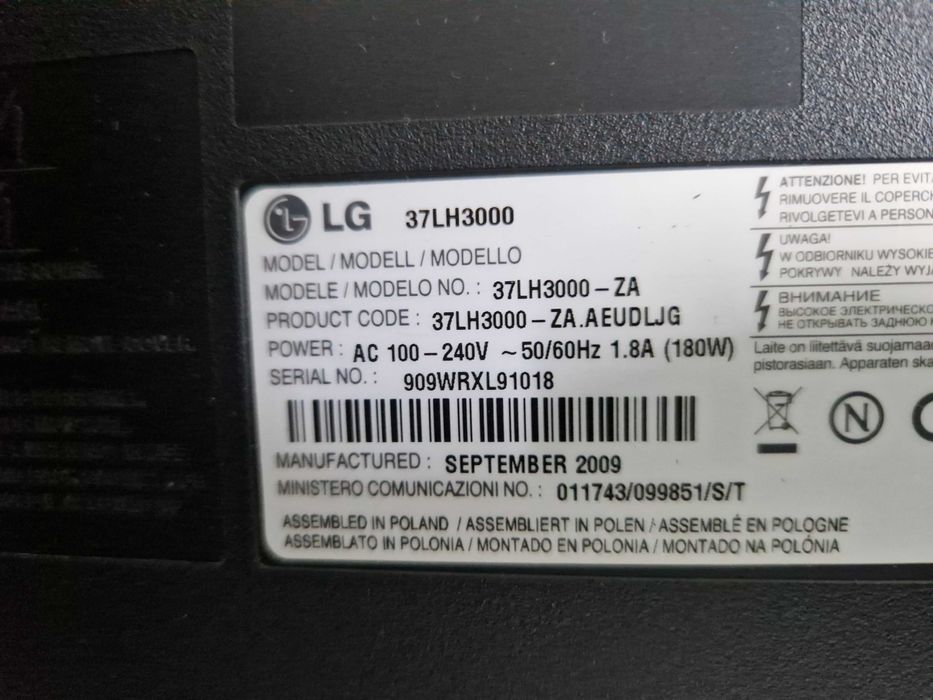 LG 37LH3000
MODEL / MODELL / MODELLO
MODELE / MODELO NO. : 37LH3000-ZA
PRODUCT CODE : 37LH3000-ZA.AEUDLJG
POWER : AC 100-240V ~50/60Hz 1.8A (180W)
SERIAL NO. : 909WRXL91018
MANUFACTURED : SEPTEMBER 2009
MINISTERO COMUNICAZIONI NO. : 011743/099851/S/T
ASSEMBLED IN POLAND / ASSEMBLIERT IN POLEN / ASSEMBLÉ EN POLOGNE
ASSEMBLATO IN POLONIA / MONTADO EN POLONIA / MONTADO NA POLÓNIA
ATTENZIONE! PER EVITA
RIMUOVERE IL COPERCH
RIVOLGETEVI A PERSON
UWAGA!
W ODBIORNIKU WYSOKIE
POKRYWY NALEŻY WYJ
ВНИМАНИЕ
ВЫСОКОЕ ЭЛЕКТРИЧЕСКО
НЕ ОТКРЫВАТЬ ЗАДНЮЮ
Laite on liitettävä suojamaa
pistorasiaan. Apparaten ska
N